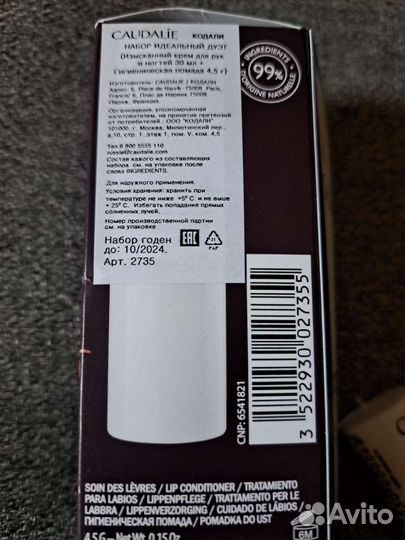 CAUDALÍE КОДАЛИ
НАБОР ИДЕАЛЬНЫЙ ДУЭТ
(Изысканный крем для рук
и ногтей 30 мл +
Гигиеническая помада 4,5 г)
Изготовитель: CAUDALIE / КОДАЛИ
Адрес: 6, Place de Narvik - 75008 Paris,
France/ 6, Плас де Нарвик 75008
Париж, Франция
Организация, уполномоченная
изготовителем, на принятие претензий
от потребителей : ООО "КОДАЛИ"
101000, г. Москва, Милютинский пер.,
д.10, стр. 1, этаж 1, пом. V, ком. 4,5
Тел.8 800 5555 110
russia@caudalie.com
Состав каждого из составляющих
набора см. на упаковке после
слова INGREDIENTS.
Для наружного применения.
Условия хранения: хранить при
температуре не ниже +5° С и не выше
+ 25° С. Избегать попадания прямых
солнечных лучей.
Номер производственной партии
см. на упаковке
Набор годен
до: 10/2024.
Арт. 2735
EAC
21
PAP
INGREDIENTS
99%
D'ORIGINE NATURELLE
3 522930 027355
CNP: 6541821
SOIN DES LÈVRES / LIP CONDITIONER / TRATAMIENTO
PARA LABIOS / LIPPENPFLEGE / TRATTAMENTO PER LE
LABBRA / LIPPENVERZORGING / CUIDADO DE LÁBIOS /
ГИГИЕНИЧЕСКАЯ ПОМАДА / POMADKA DO UST
4.5 G - Net Wt. 0.15 Oz.
6M
Avito